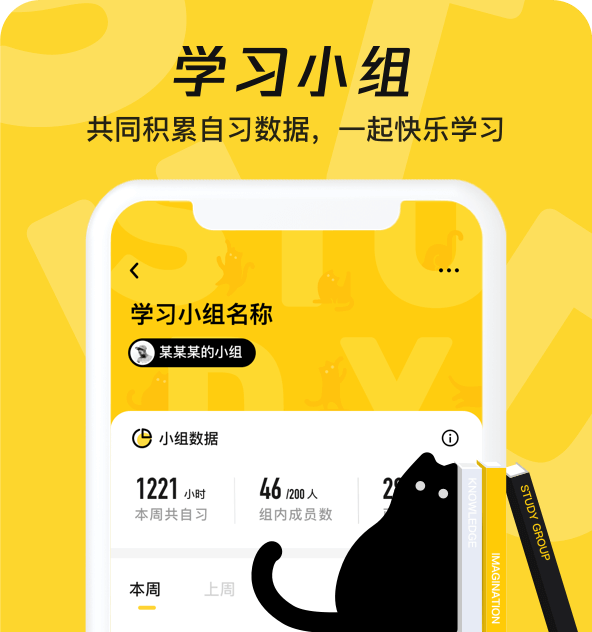 学习小组
共同积累自习数据，一起快乐学习
学习小组名称
某某某的小组
小组数据
1221 小时
46 /200 人
本周共自习
组内成员数
本周
上周
KNOWLEDGE
IMAGINATION
STUDY GROUP